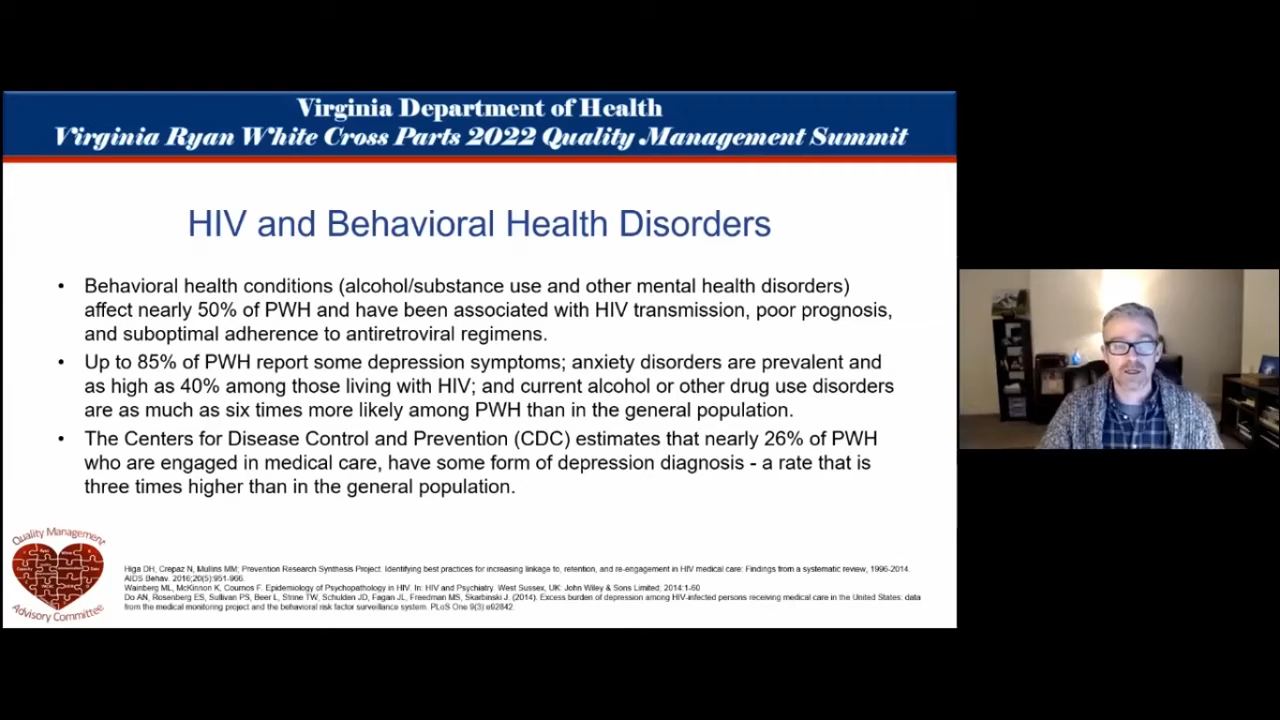 Virginia Department of Health
Virginia Ryan White Cross Parts 2022 Quality Management Summit
HIV and Behavioral Health Disorders
• Behavioral health conditions (alcohol/substance use and other mental health disorders)
affect nearly 50% of PWH and have been associated with HIV transmission, poor prognosis,
and suboptimal adherence to antiretroviral regimens.
• Up to 85% of PWH report some depression symptoms; anxiety disorders are prevalent and
as high as 40% among those living with HIV; and current alcohol or other drug use disorders
are as much as six times more likely among PWH than in the general population.
• The Centers for Disease Control and Prevention (CDC) estimates that nearly 26% of PWH
who are engaged in medical care, have some form of depression diagnosis - a rate that is
three times higher than in the general population.
Quality Management
Advisory Committee
Higa DH, Crepaz N, Mullins MM; Prevention Research Synthesis Project. Identifying best practices for increasing linkage to, retention, and re-engagement in HIV medical care: Findings from a systematic review, 1996-2014.
AIDS Behav. 2016;20(5):951-966.
Wainberg ML, McKinnon K, Cournos F. Epidemiology of Psychopathology in HIV. In: HIV and Psychiatry. West Sussex, UK: John Wiley & Sons Limited; 2014:1-60
Do AN, Rosenberg ES, Sullivan PS, Beer L, Strine TW, Schulden JD, Fagan JL, Freedman MS, Skarbinski J. (2014). Excess burden of depression among HIV-infected persons receiving medical care in the United States: data
from the medical monitoring project and the behavioral risk factor surveillance system. PLoS One 9(3) e92842.